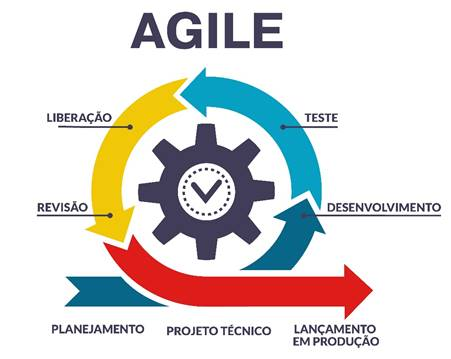 AGILE
LIBERAÇÃO
TESTE
REVISÃO
DESENVOLVIMENTO
PLANEJAMENTO
PROJETO TÉCNICO
LANÇAMENTO
EM PRODUÇÃO